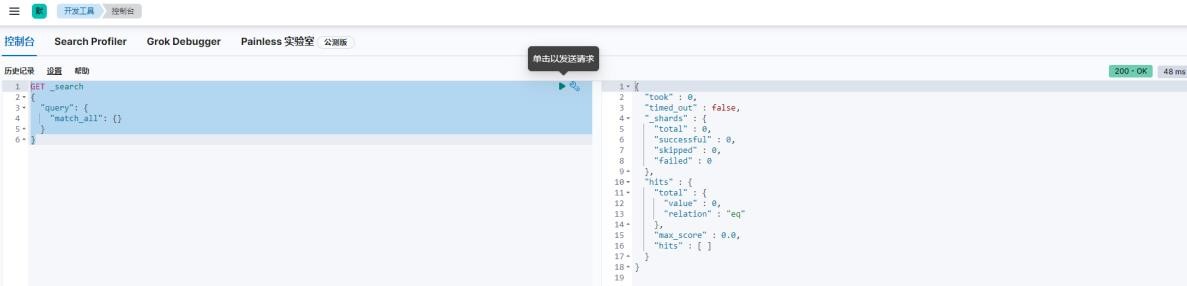 默 开发工具 控制台
控制台 Search Profiler Grok Debugger Painless 实验室 公测版
单击以发送请求
历史记录 设置 帮助
200 - OK 48 ms
1 GET _search
2 {
3 "query": {
4 "match_all": {}
5 }
6 }
1 {
2 "took" : 0,
3 "timed_out" : false,
4 "_shards" : {
5 "total" : 0,
6 "successful" : 0,
7 "skipped" : 0,
8 "failed" : 0
9 },
10 "hits" : {
11 "total" : {
12 "value" : 0,
13 "relation" : "eq"
14 },
15 "max_score" : 0.0,
16 "hits" : [ ]
17 }
18 }
19